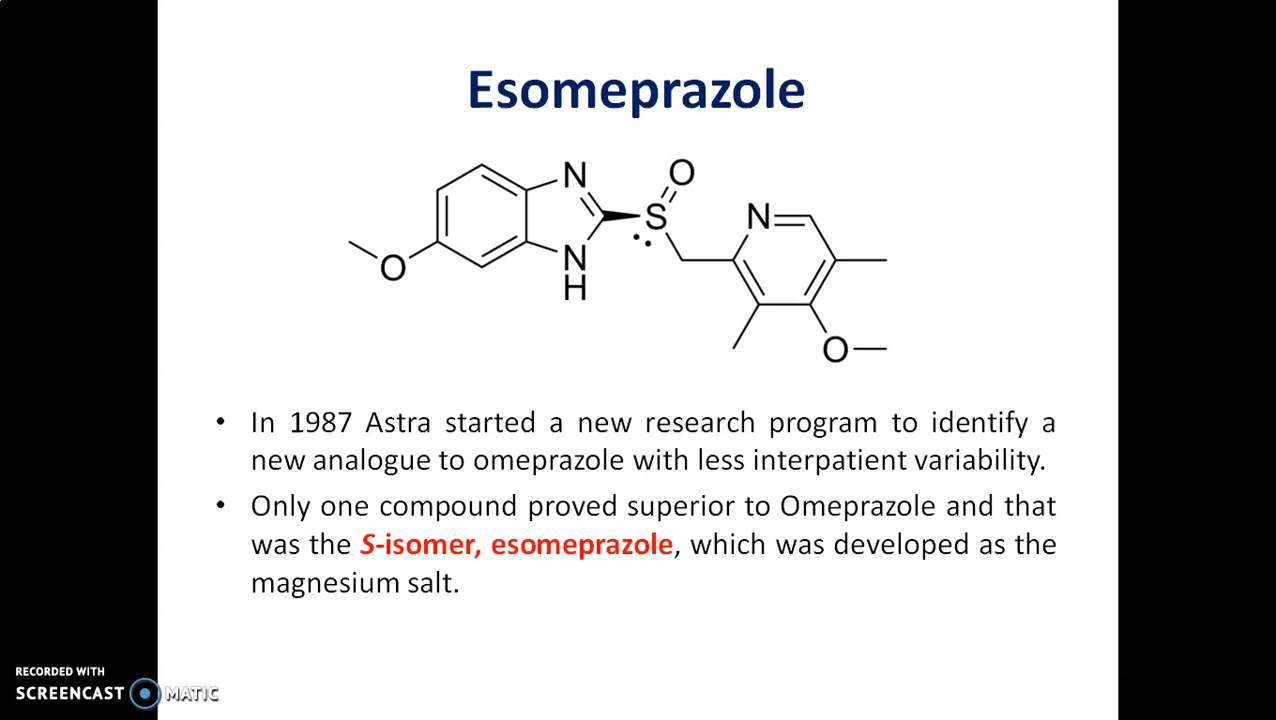 Esomeprazole
N
O
S
N
H
O
N
O
• In 1987 Astra started a new research program to identify a
new analogue to omeprazole with less interpatient variability.
• Only one compound proved superior to Omeprazole and that
was the S-isomer, esomeprazole, which was developed as the
magnesium salt.
RECORDED WITH
SCREENCAST MATIC